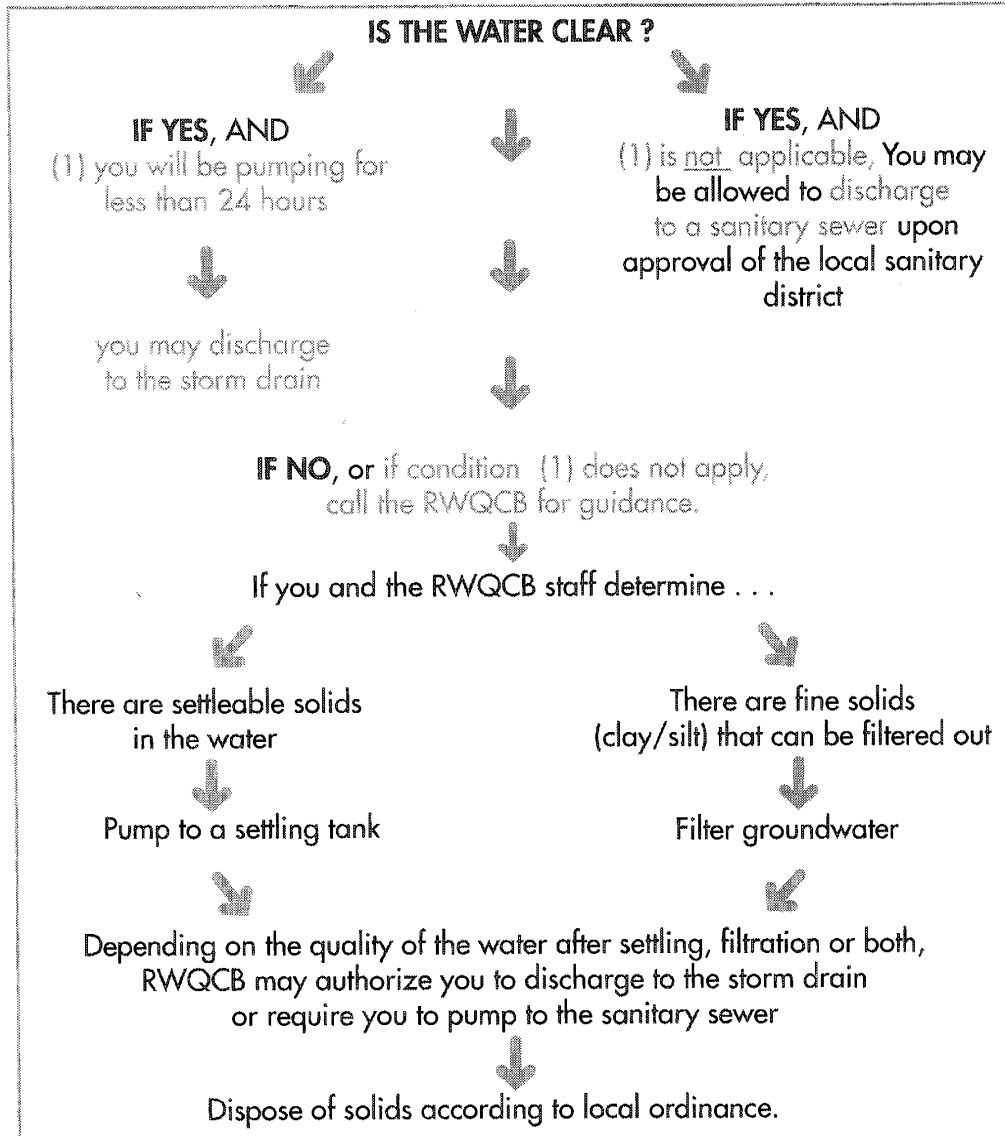 IS THE WATER CLEAR ?
IF YES, AND
(1) you will be pumping for
less than 24 hours
you may discharge
to the storm drain
IF YES, AND
(1) is not applicable, You may
be allowed to discharge
to a sanitary sewer upon
approval of the local sanitary
district
IF NO, or if condition (1) does not apply,
call the RWQCB for guidance.
If you and the RWQCB staff determine . . .
There are settleable solids
in the water
Pump to a settling tank
There are fine solids
(clay/silt) that can be filtered out
Filter groundwater
Depending on the quality of the water after settling, filtration or both,
RWQCB may authorize you to discharge to the storm drain
or require you to pump to the sanitary sewer
Dispose of solids according to local ordinance.